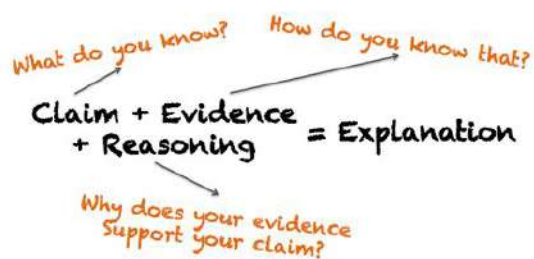 What do you know?
How do you know that?
Claim + Evidence
+ Reasoning
= Explanation
Why does your evidence
Support your claim?